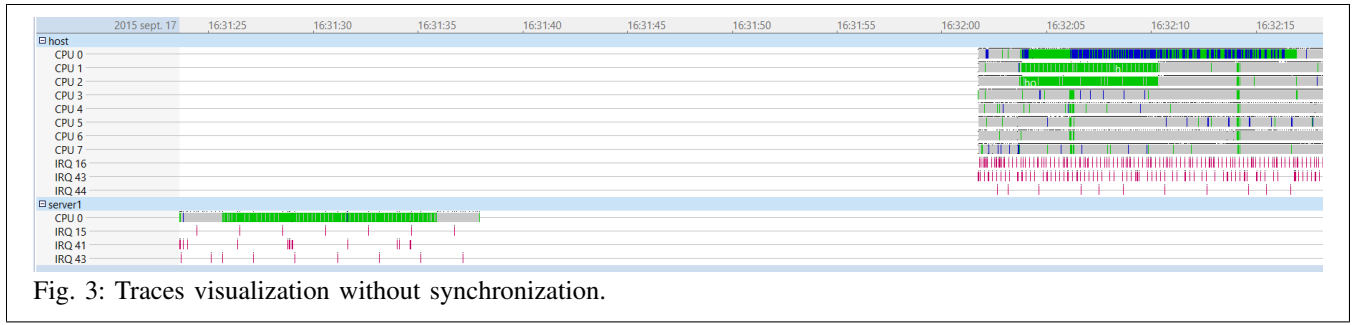 2015 sept. 17 16:31:25 16:31:30 16:31:35 16:31:40 16:31:45 16:31:50 16:31:55 16:32:00 16:32:05 16:32:10 16:32:15
host
CPU 0
CPU 1
CPU 2
CPU 3
CPU 4
CPU 5
CPU 6
CPU 7
IRQ 16
IRQ 43
IRQ 44
server1
CPU 0
IRQ 15
IRQ 41
IRQ 43
Fig. 3: Traces visualization without synchronization.